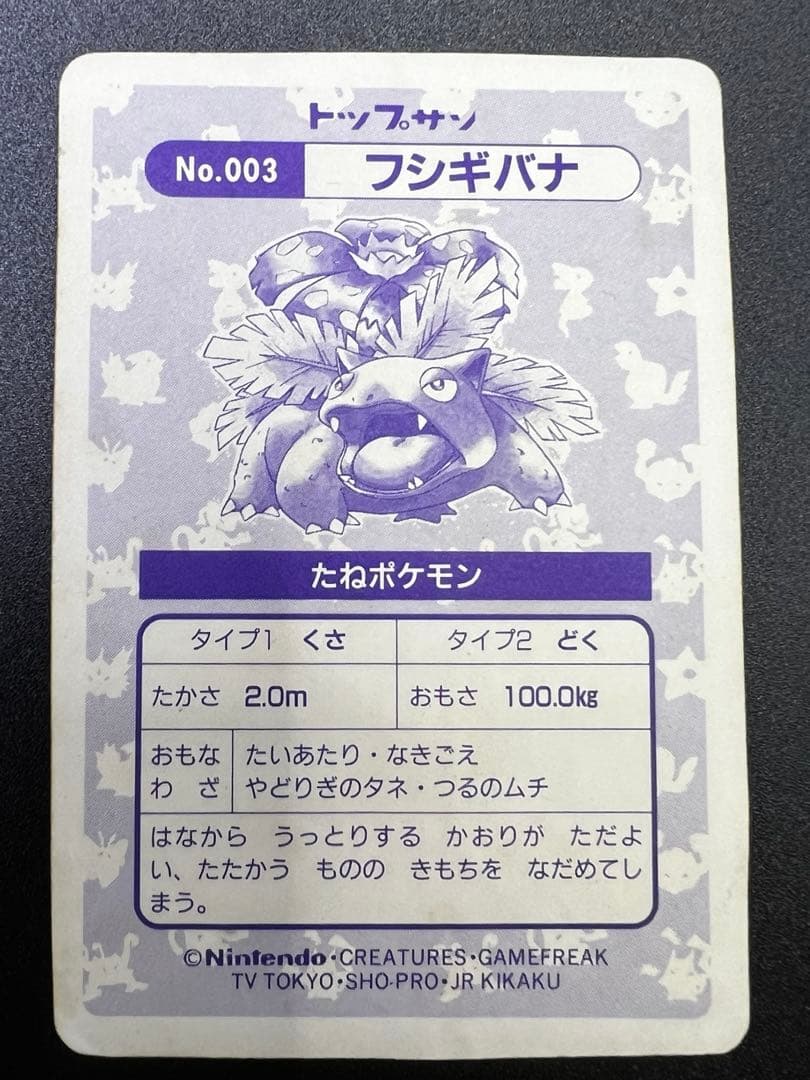 トップサン
No.003 フシギバナ
たねポケモン
タイプ1 くさ タイプ2 どく
たかさ 2.0m おもさ 100.0kg
おもな たいあたり・なきごえ
わ ざ やどりぎのタネ・つるのムチ
はなから うっとりする かおりが ただよ
い、たたかう ものの きもちを なだめてし
まう。
©Nintendo・CREATURES・GAMEFREAK
TV TOKYO・SHO-PRO・JR KIKAKU